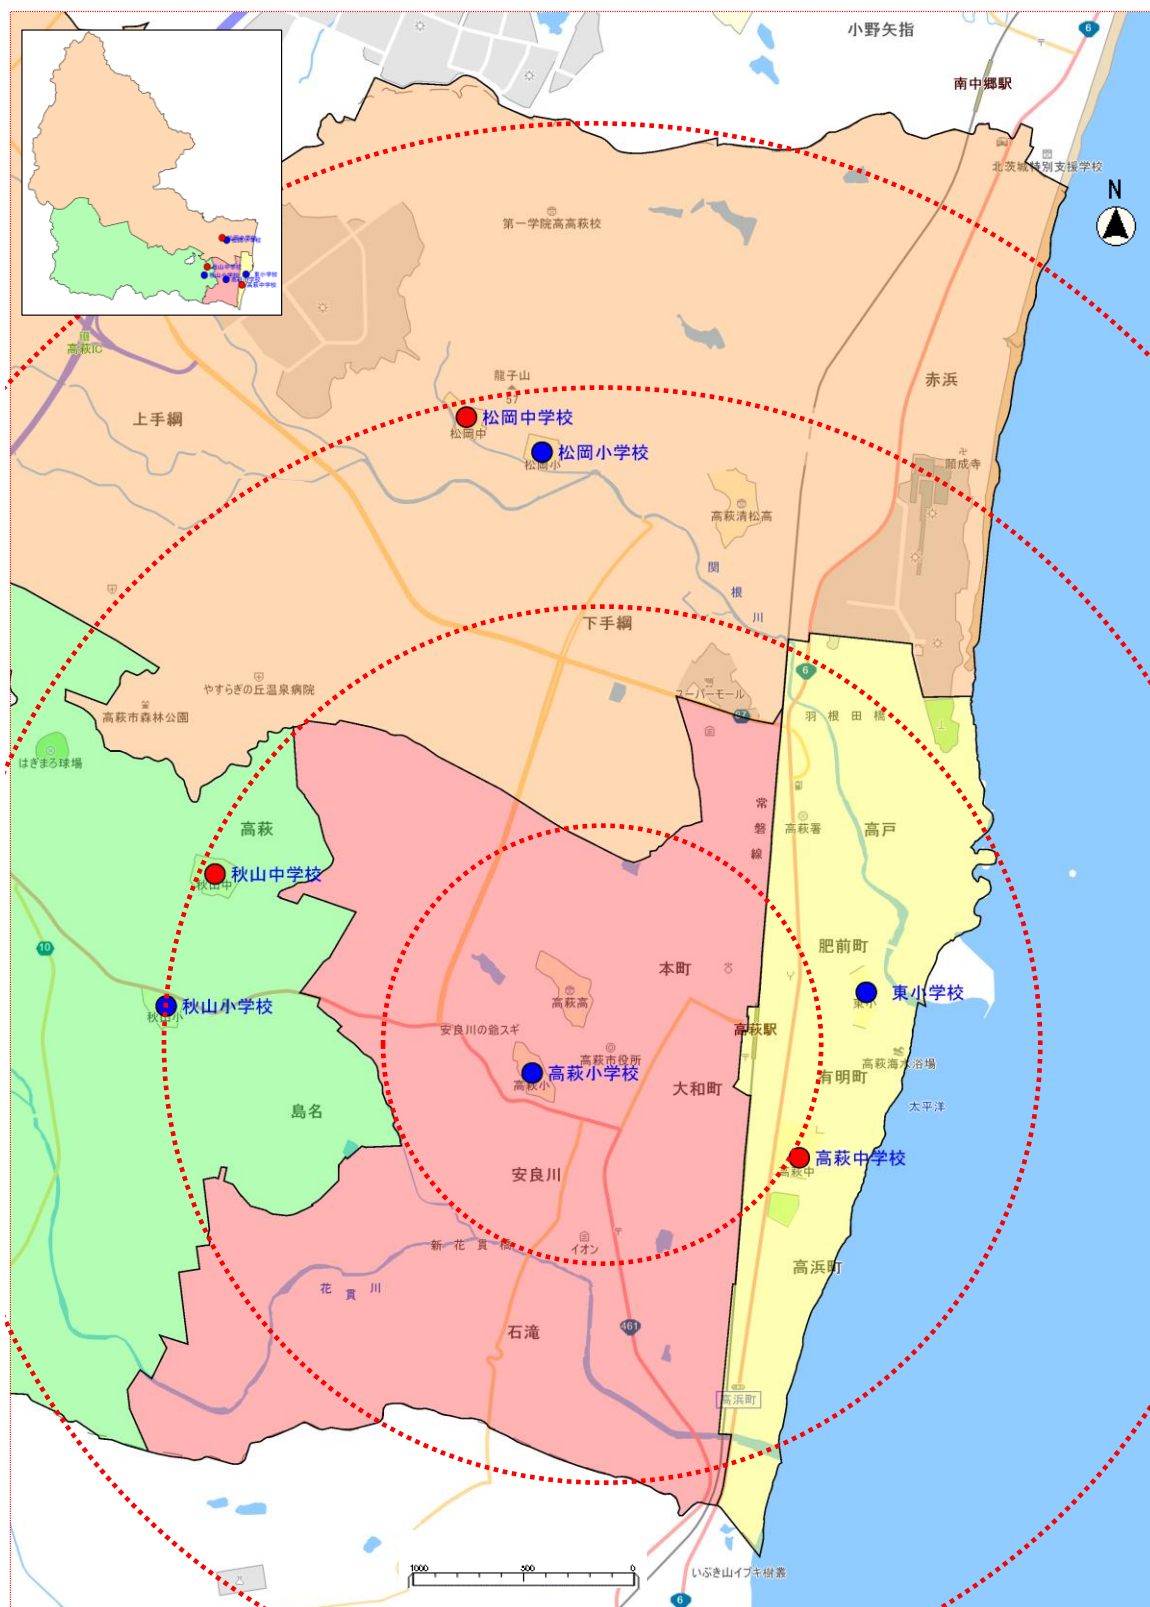 小野矢指
6
南中郷駅
北茨城特別支援学校
N
第一学院高高萩校
高萩IC
上手綱
龍子山
57
松岡中学校
松岡中
松岡小学校
松岡小
赤浜
願成寺
高萩清松高
関根川
下手綱
6
やすらぎの丘温泉病院
高萩市森林公園
スーパーモール
羽根田橋
はぎまろ球場
常磐線
高萩署
高戸
高萩
秋山中学校
秋山中
10
肥前町
本町
東小学校
東小
秋山小学校
秋山小
高萩高
安良川の爺スギ
高萩駅
高萩市役所
高萩小学校
高萩小
大和町
有明町
高萩海水浴場
太平洋
島名
高萩中学校
高萩中
安良川
新花貫橋
イオン
高浜町
花貫川
石滝
461
高浜町
1000
500
0
いぶき山イブキ樹叢
6